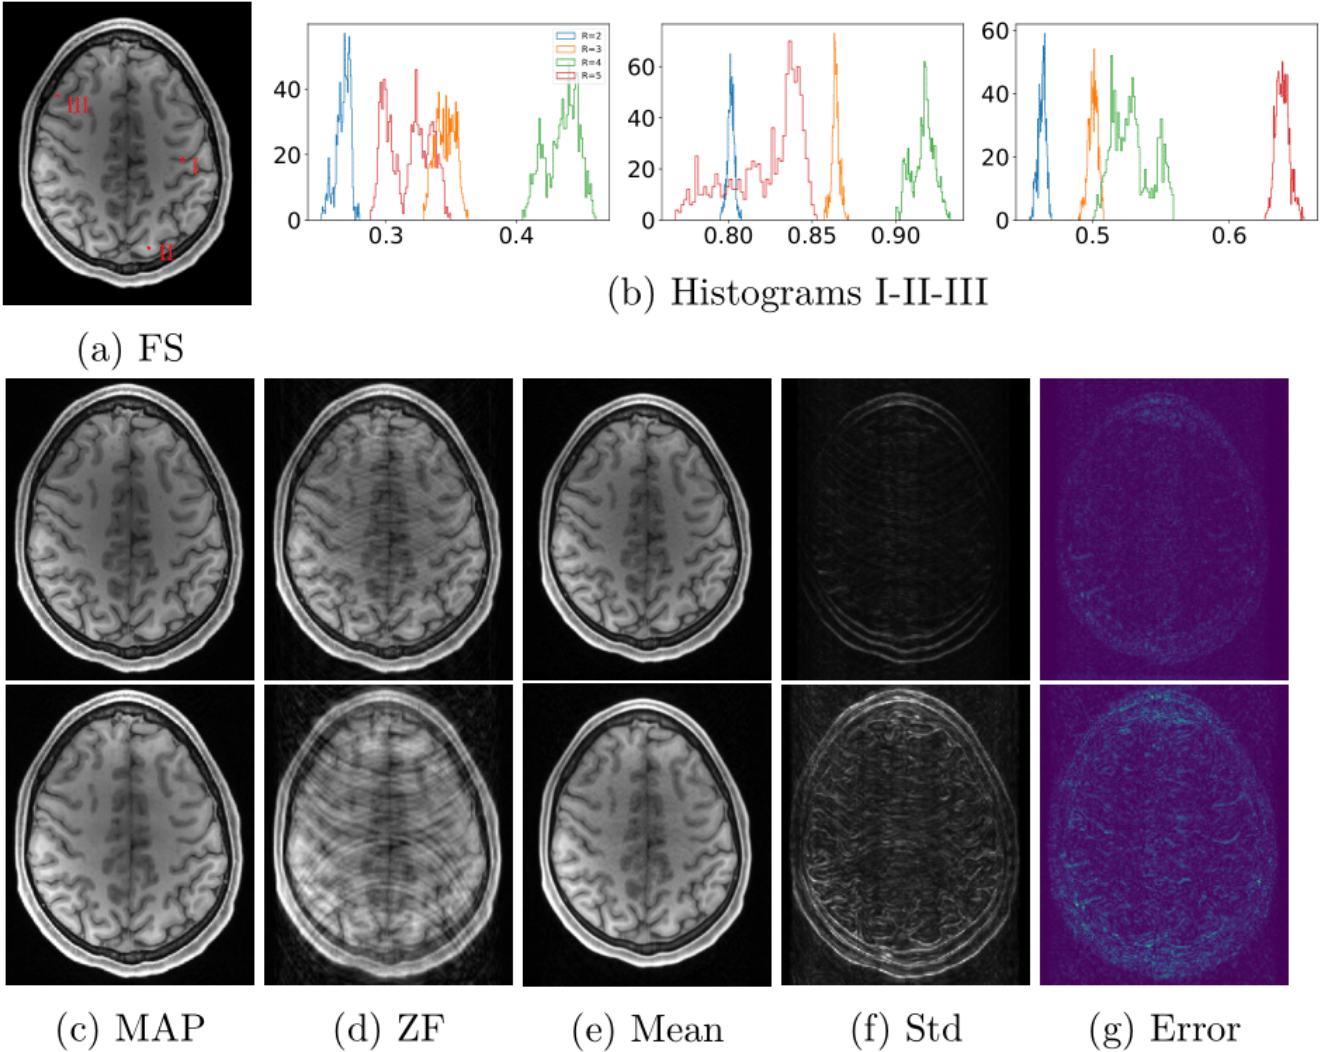 III
I
II
R=2
R=3
R=4
R=5
0
20
40
0.3
0.4
0
20
40
60
0.80
0.85
0.90
0
20
40
60
0.5
0.6
(b) Histograms I-II-III
(a) FS
(c) MAP
(d) ZF
(e) Mean
(f) Std
(g) Error